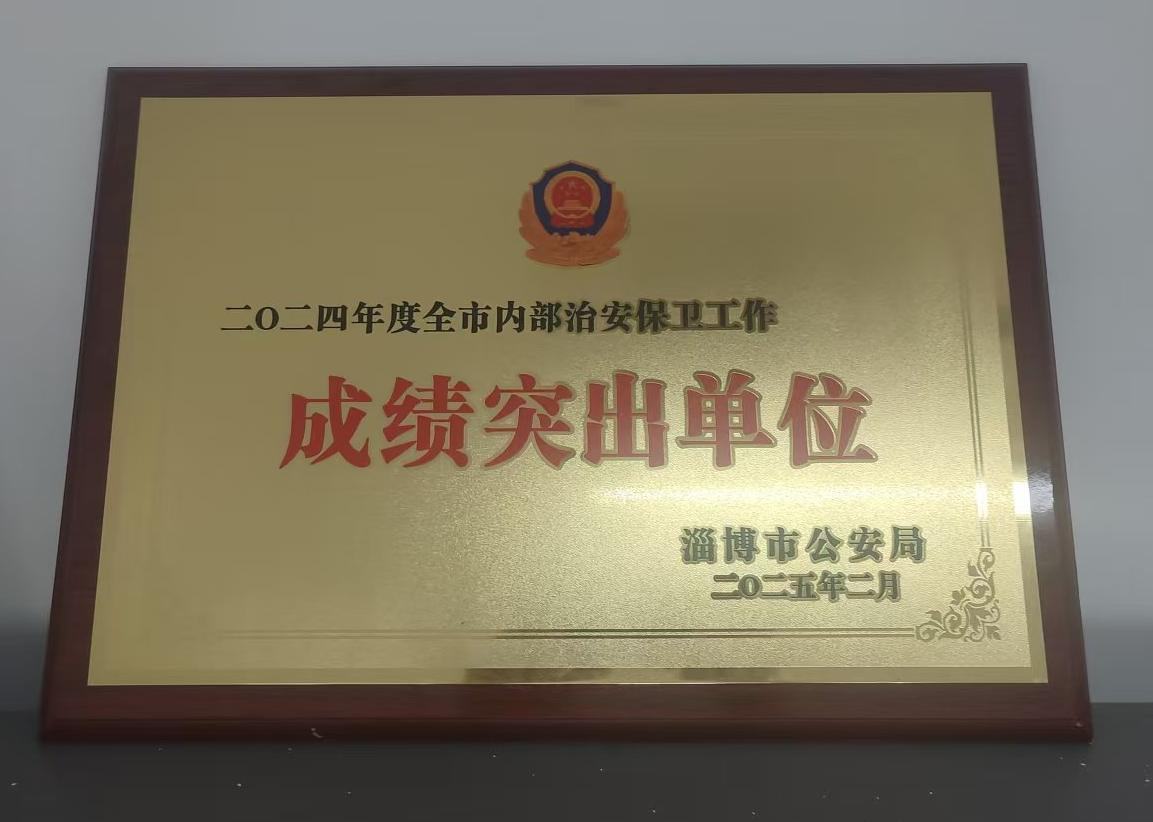 二〇二四年度全市内部治安保卫工作
成绩突出单位
淄博市公安局
二〇二五年二月